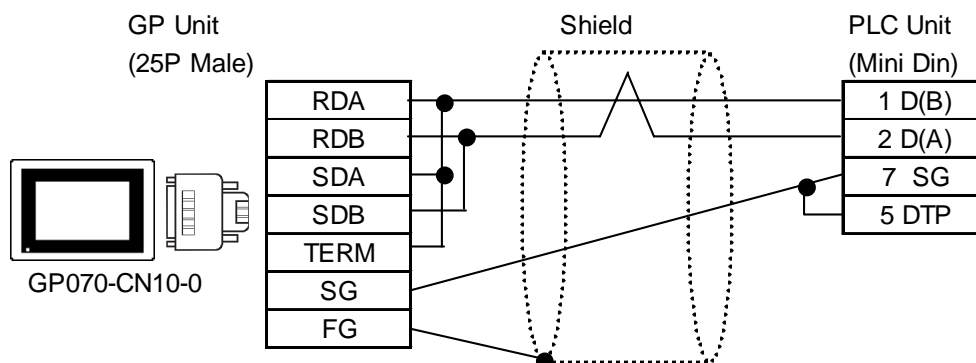 GP Unit
(25P Male)
Shield
PLC Unit
(Mini Din)
RDA
RDB
SDA
SDB
TERM
SG
FG
1 D(B)
2 D(A)
7 SG
5 DTP
GP070-CN10-0